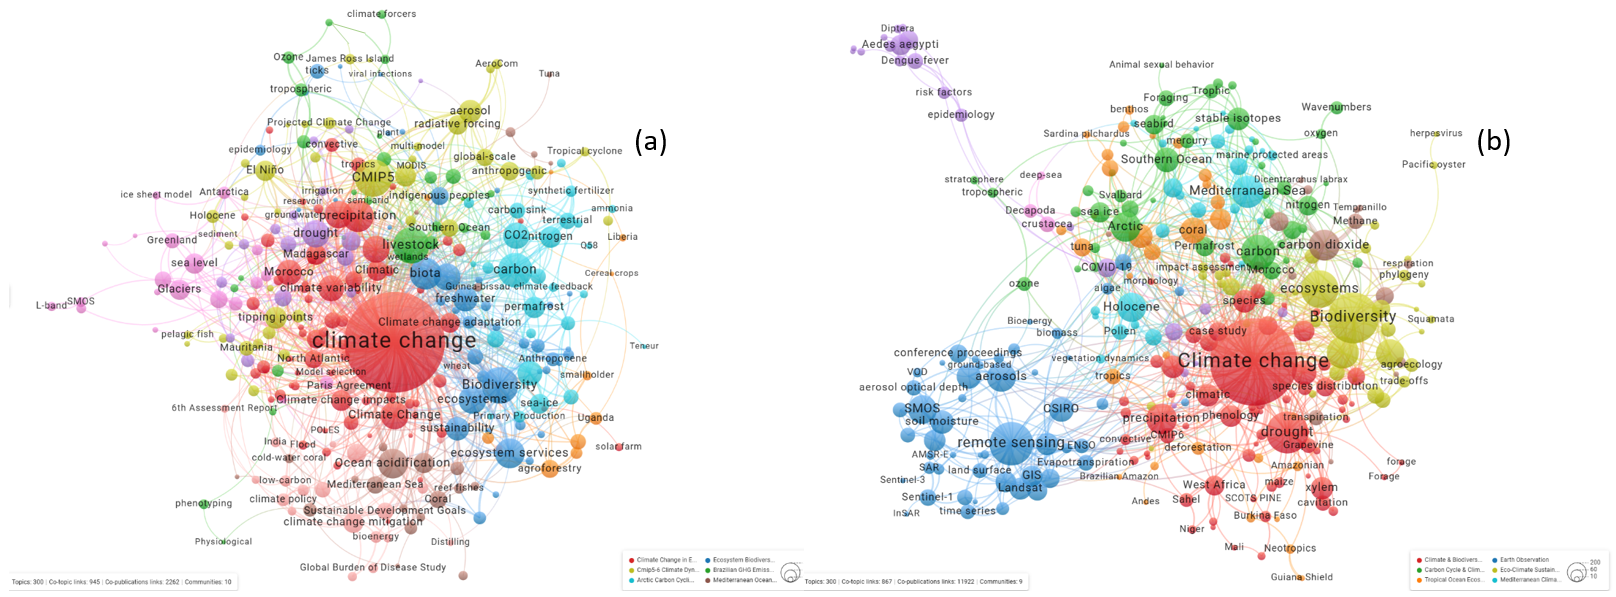 climate forcers
Ozone
James Ross Island
ticks
viral infections
AeroCom
Tuna
tropospheric
aerosol
radiative forcing
Projected Climate Change
plant
convective
multi-model
epidemiology
global-scale
Tropical cyclone
tropics
MODIS
El Niño
CMIP5
anthropogenic
ice sheet model
Antarctica
irrigation
indigenous peoples
synthetic fertilizer
reservoir
semi-arid
Holocene
groundwater
precipitation
carbon sink
ammonia
terrestrial
sediment
drought
Southern Ocean
CO2
nitrogen
Liberia
Greenland
livestock
Q58
Madagascar
wetlands
sea level
Morocco
Climatic
biota
carbon
Cereal crops
Glaciers
climate variability
Guinea-bissau
climate feedback
freshwater
L-band
SMOS
permafrost
tipping points
Climate change adaptation
pelagic fish
climate change
Mauritania
Teneur
North Atlantic
Anthropocene
Model selection
wheat
smallholder
Paris Agreement
Biodiversity
Climate change impacts
ecosystems
sea-ice
6th Assessment Report
Climate Change
Primary Production
Uganda
POLES
sustainability
India
Flood
solar farm
cold-water coral
Ocean acidification
ecosystem services
agroforestry
low-carbon
Mediterranean Sea
reef fishes
climate policy
Coral
phenotyping
Sustainable Development Goals
climate change mitigation
bioenergy
Physiological
Distilling
Global Burden of Disease Study
(a)
Topics: 300 | Co-topic links: 945 | Co-publications links: 2262 | Communities: 10
Climate Change in E...
Ecosystem Biodivers...
Cmip5-6 Climate Dyn...
Brazilian GHG Emiss...
Arctic Carbon Cycli...
Mediterranean Ocean...
Diptera
Aedes aegypti
Dengue fever
risk factors
epidemiology
Animal sexual behavior
Trophic
Foraging
benthos
Wavenumbers
seabird
stable isotopes
Sardina pilchardus
oxygen
herpesvirus
mercury
Southern Ocean
marine protected areas
Pacific oyster
deep-sea
stratosphere
Dicentrarchus labrax
tropospheric
Svalbard
Mediterranean Sea
nitrogen
Tempranillo
Decapoda
sea ice
Methane
crustacea
Arctic
coral
tuna
Permafrost
carbon
carbon dioxide
COVID-19
impact assessment
Morocco
respiration
phylogeny
ozone
algae
morphology
ecosystems
species
Holocene
Biodiversity
Squamata
Bioenergy
biomass
Pollen
case study
conference proceedings
vegetation dynamics
Climate change
agroecology
VOD
ground-based
aerosols
tropics
trade-offs
aerosol optical depth
species distribution
climatic
SMOS
CSIRO
precipitation
phenology
transpiration
soil moisture
drought
remote sensing
ENSO
convective
CMIP6
deforestation
Grapevine
AMSR-E
Evapotranspiration
Amazonian
forage
SAR
land surface
GIS
Brazilian Amazon
Forage
Sentinel-3
Landsat
West Africa
maize
xylem
Sentinel-1
Andes
Sahel
SCOTS PINE
cavitation
InSAR
time series
Burkina Faso
Niger
Mali
Neotropics
Guiana Shield
(b)
Topics: 300 | Co-topic links: 867 | Co-publications links: 11922 | Communities: 9
Climate & Biodivers...
Earth Observation
Carbon Cycle & Clim...
Eco-Climate Sustain...
Tropical Ocean Ecos...
Mediterranean Clima...
200
60
10